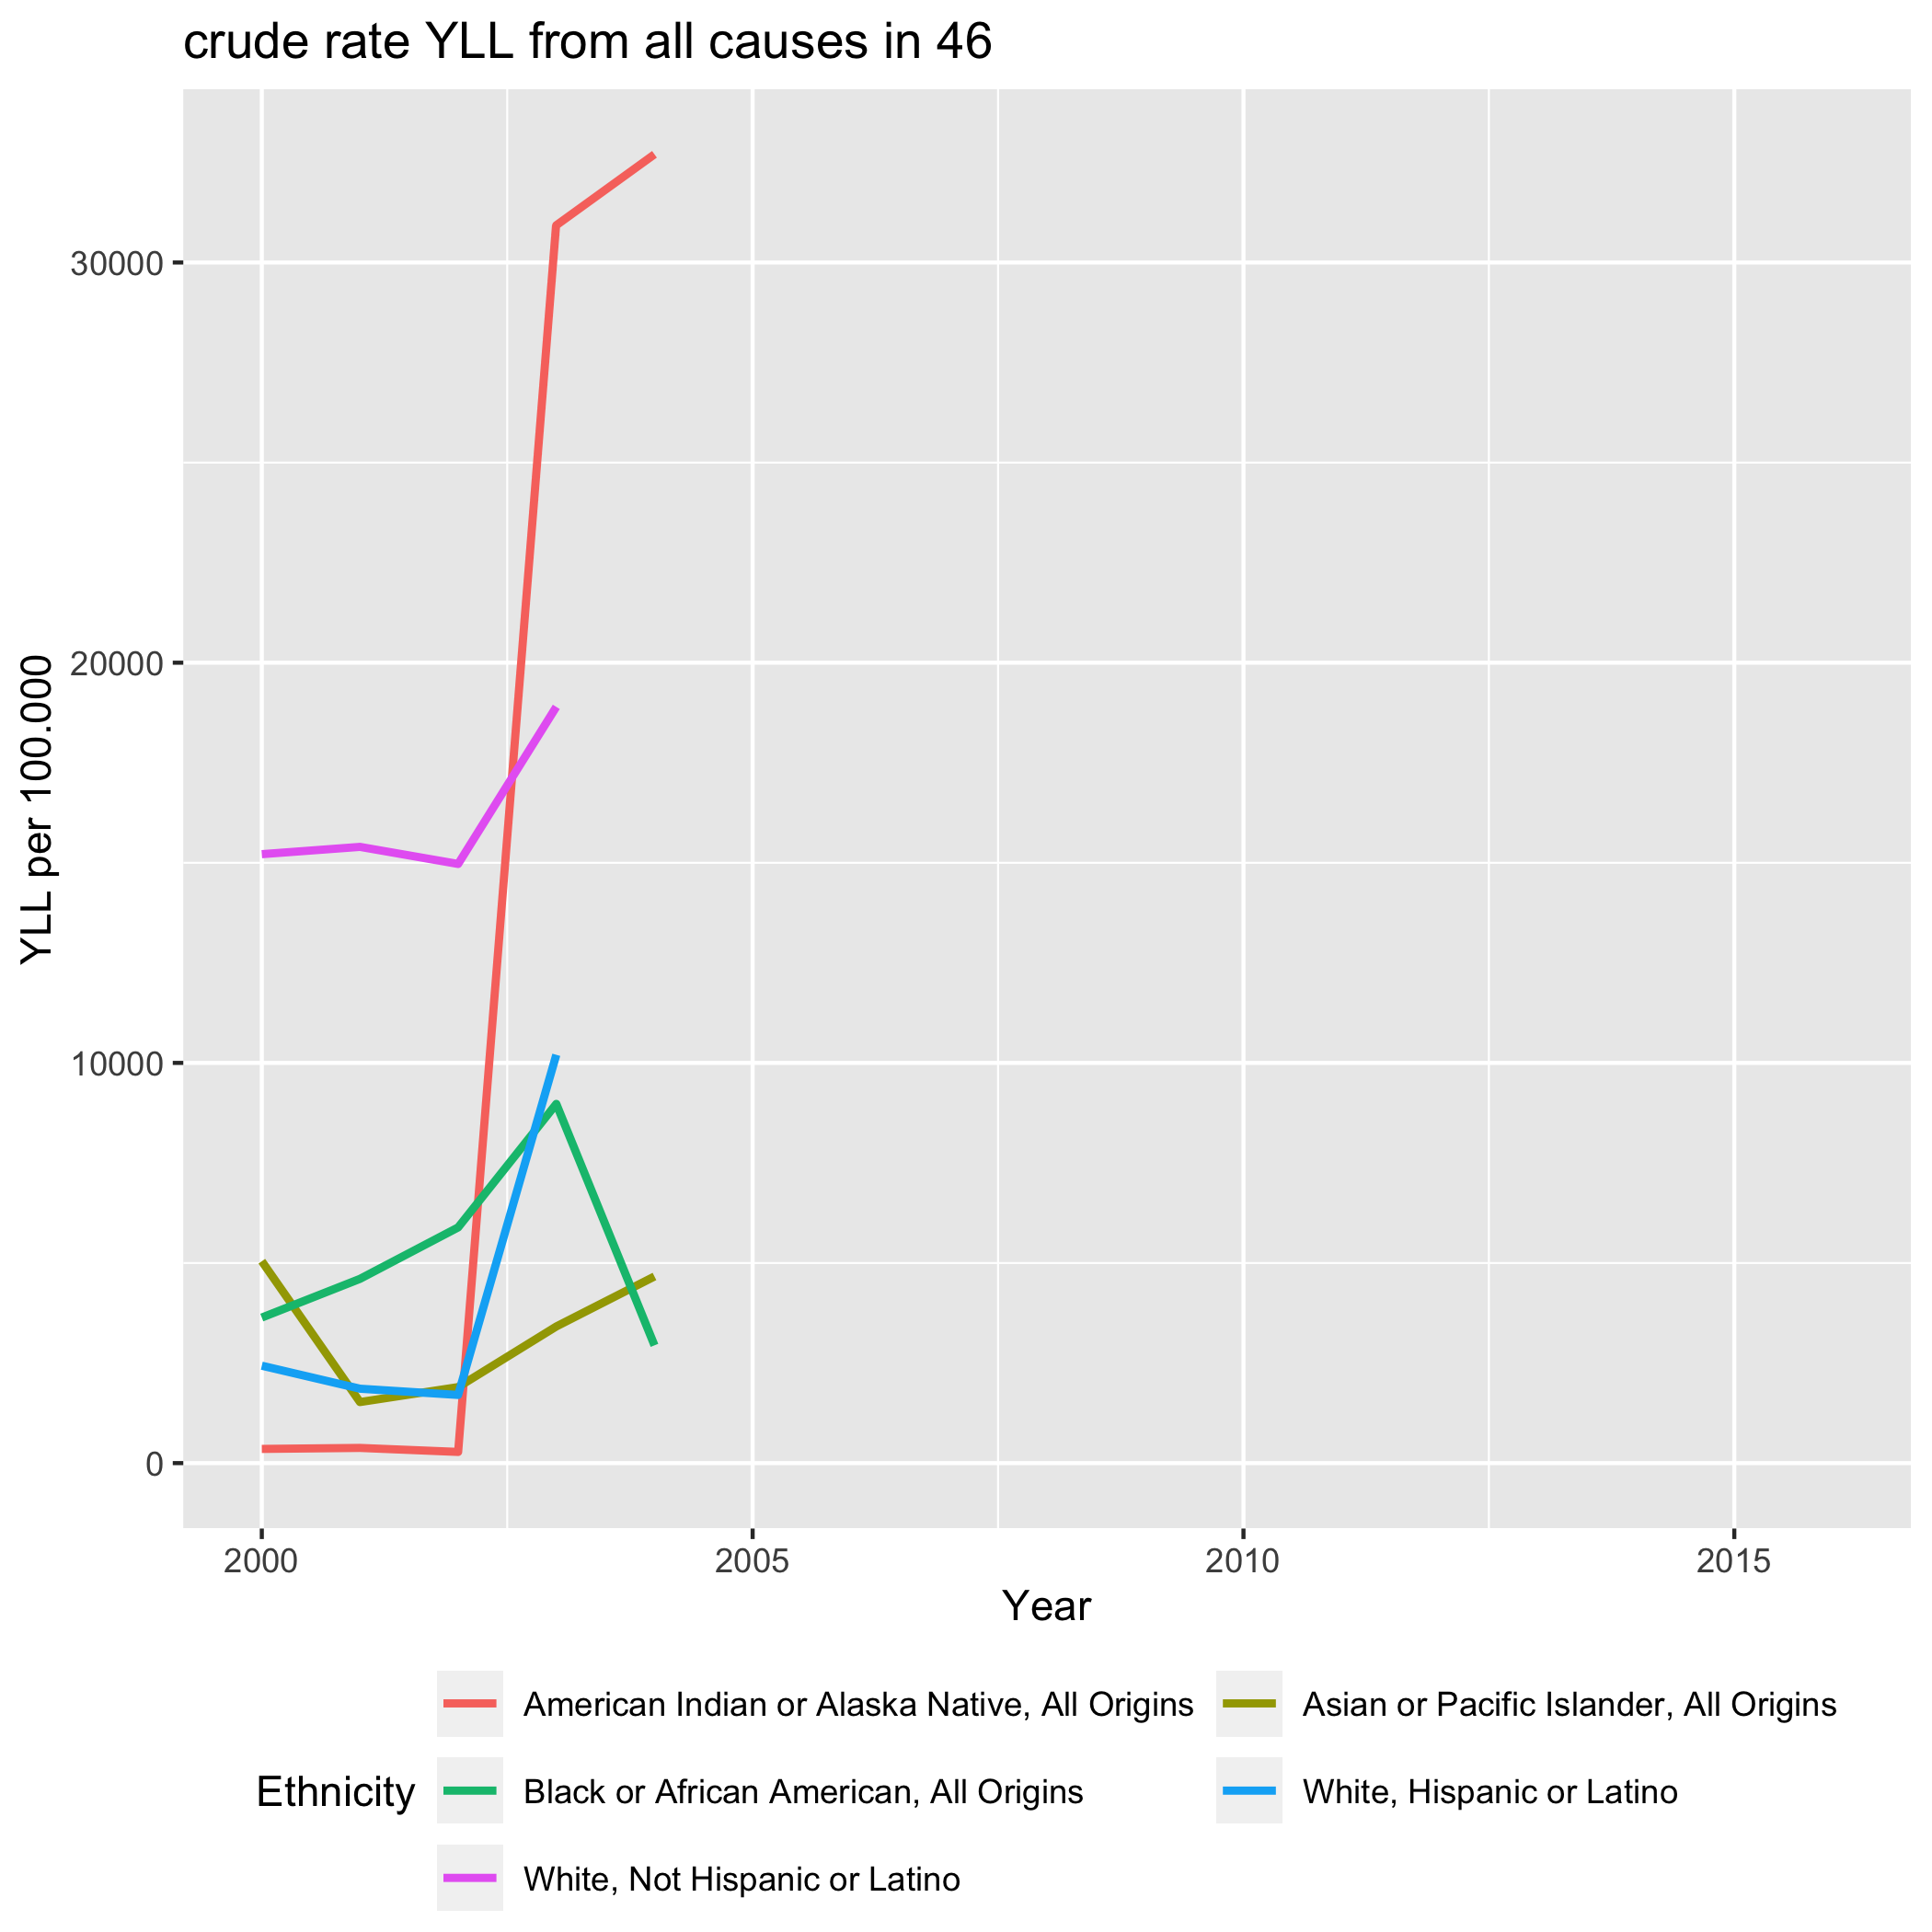 crude rate YLL from all causes in 46
YLL per 100.000
30000
20000
10000
0
2000 2005 2010 2015
Year
Ethnicity
American Indian or Alaska Native, All Origins
Asian or Pacific Islander, All Origins
Black or African American, All Origins
White, Hispanic or Latino
White, Not Hispanic or Latino